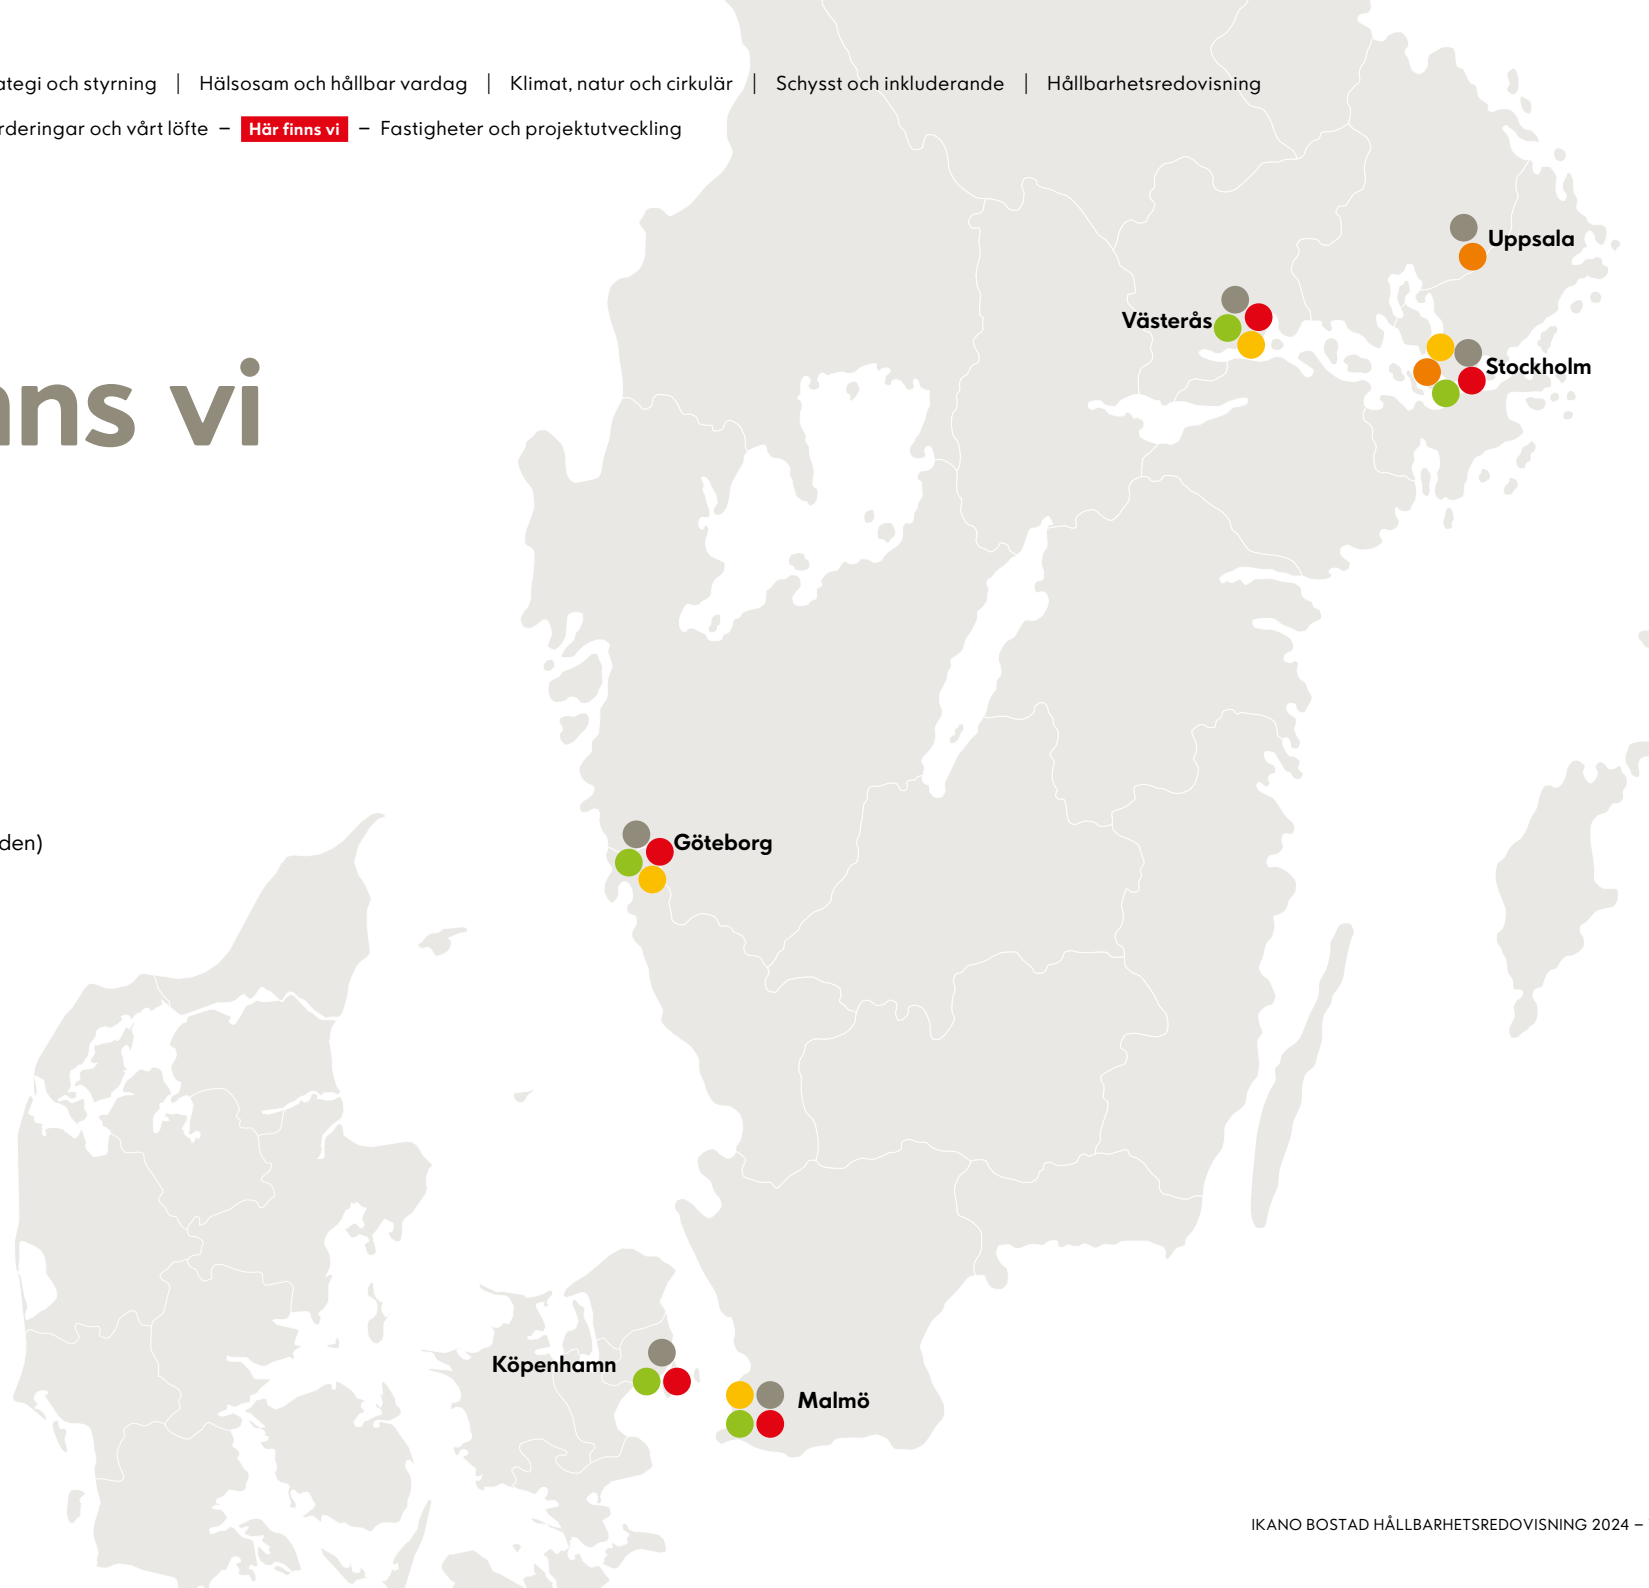 ategi och styrning | Hälsosam och hållbar vardag | Klimat, natur och cirkulär | Schysst och inkluderande | Hållbarhetsredovisning
rderingar och vårt löfte – Här finns vi – Fastigheter och projektutveckling
Uppsala
Västerås
Stockholm
ns vi
Göteborg
den)
Köpenhamn
Malmö
IKANO BOSTAD HÅLLBARHETSREDOVISNING 2024 –